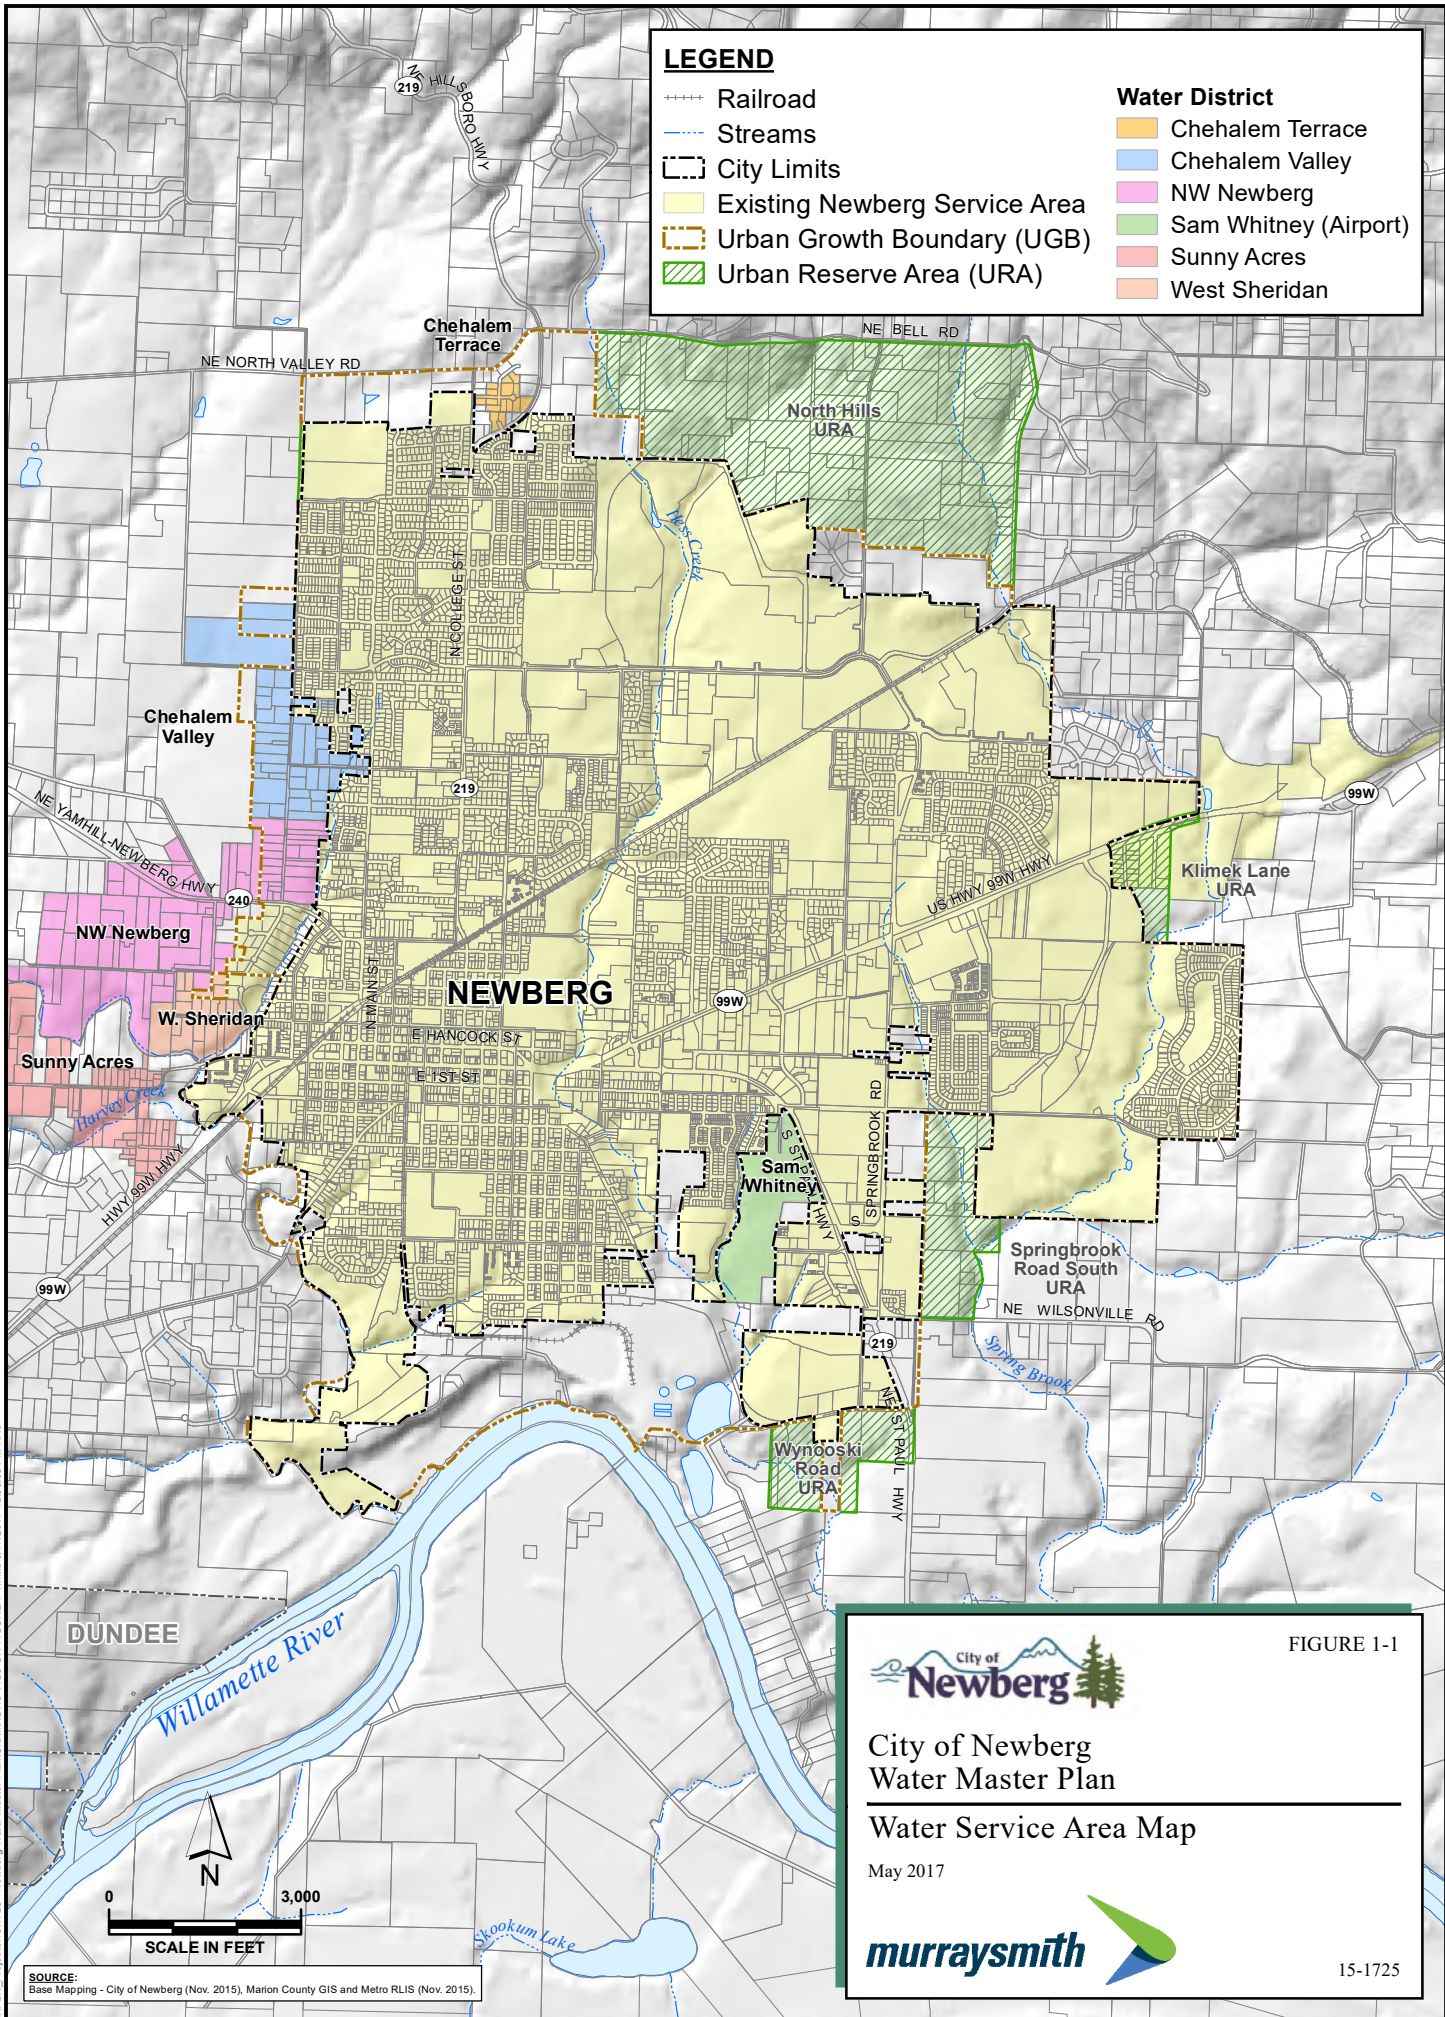 LEGEND
Railroad
Streams
City Limits
Existing Newberg Service Area
Urban Growth Boundary (UGB)
Urban Reserve Area (URA)
Water District
Chehalem Terrace
Chehalem Valley
NW Newberg
Sam Whitney (Airport)
Sunny Acres
West Sheridan
NE HILLSBORO HWY
219
Chehalem
Terrace
NE NORTH VALLEY RD
NE BELL RD
North Hills
URA
Hess Creek
N COLLEGE ST
Chehalem
Valley
219
99W
NE YAMHILL-NEWBERG HWY
240
US HWY 99W HWY
Klimek Lane
URA
NW Newberg
N MAIN ST
NEWBERG
99W
W. Sheridan
E HANCOCK ST
Sunny Acres
E 1ST ST
Harvey Creek
S SPRINGBROOK RD
S ST PAUL HWY
Sam
Whitney
HWY 99W HWY
99W
Springbrook
Road South
URA
NE WILSONVILLE RD
219
Spring Brook
NE ST PAUL HWY
Wynooski
Road
URA
DUNDEE
Willamette River
Skookum Lake
N
0 3,000
SCALE IN FEET
SOURCE:
Base Mapping - City of Newberg (Nov. 2015), Marion County GIS and Metro RLIS (Nov. 2015).
FIGURE 1-1
City of
Newberg
City of Newberg
Water Master Plan
Water Service Area Map
May 2017
murraysmith
15-1725